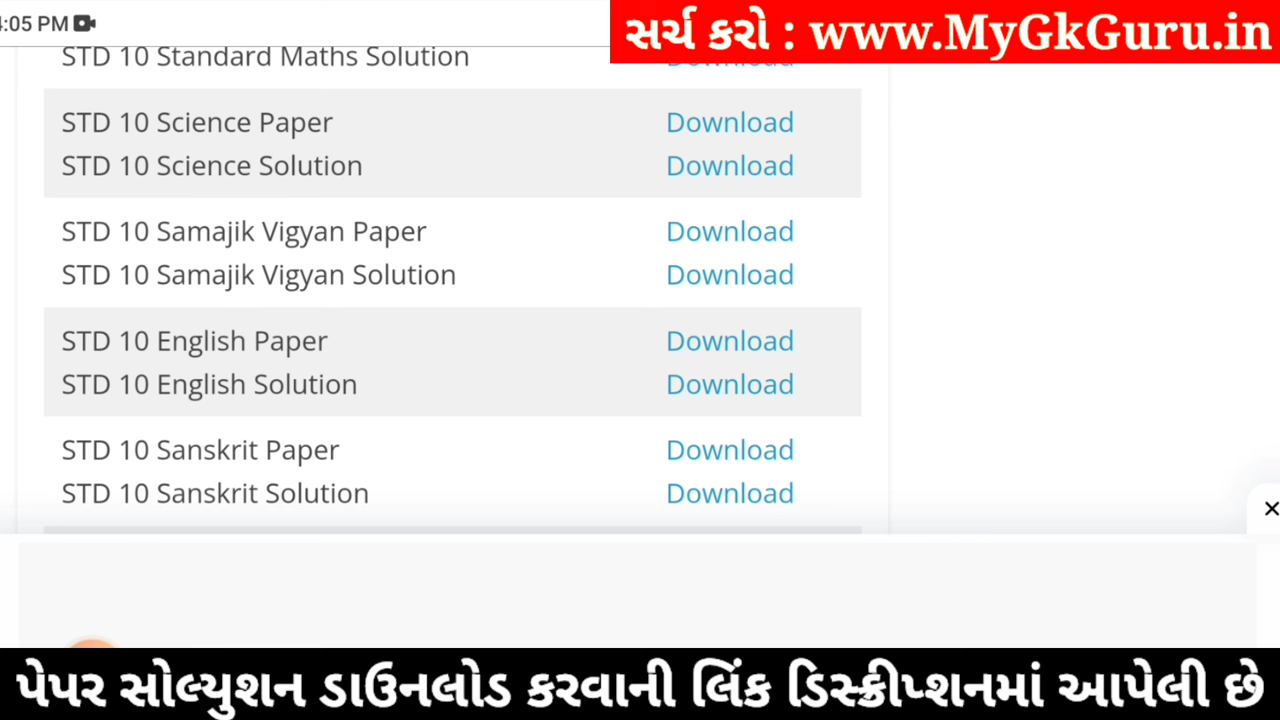 4:05 PM
સર્ચ કરો : www.MyGkGuru.in
STD 10 Standard Maths Solution Download
STD 10 Science Paper Download
STD 10 Science Solution Download
STD 10 Samajik Vigyan Paper Download
STD 10 Samajik Vigyan Solution Download
STD 10 English Paper Download
STD 10 English Solution Download
STD 10 Sanskrit Paper Download
STD 10 Sanskrit Solution Download
પેપર સોલ્યુશન ડાઉનલોડ કરવાની લિંક ડિસ્ક્રીપ્શનમાં આપેલી છે